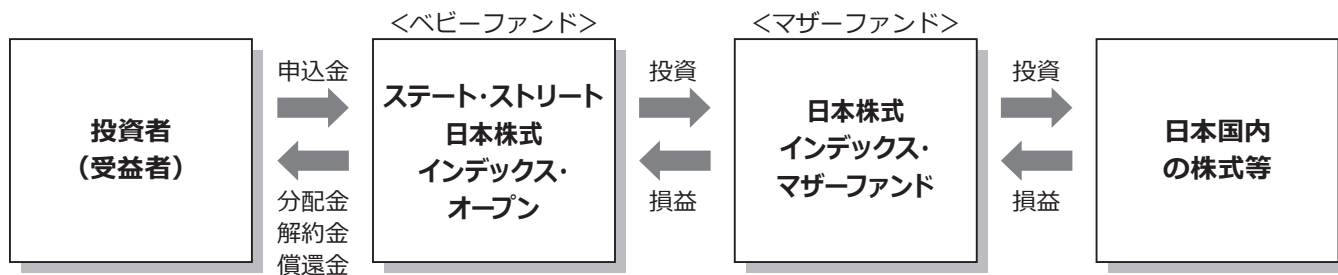 <ベビーファンド>
<マザーファンド>
投資者
（受益者）
申込金
分配金
解約金
償還金
ステート・ストリート
日本株式
インデックス・
オープン
投資
損益
日本株式
インデックス・
マザーファンド
投資
損益
日本国内
の株式等